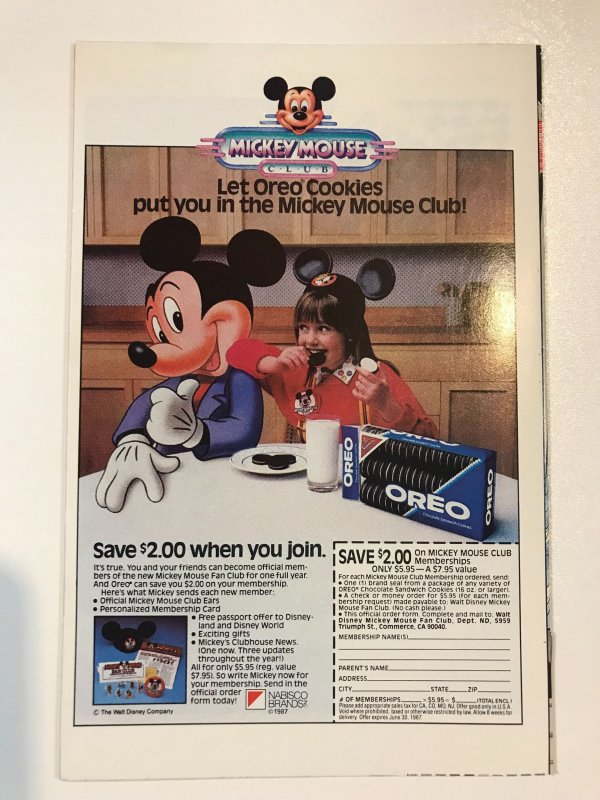 MICKEY MOUSE
C·L·U·B
Let Oreo Cookies
put you in the Mickey Mouse Club!
OREO
OREO
Chocolate Sandwich Cookies
OREO
Save $2.00 when you join.
It's true. You and your friends can become official mem-
bers of the new Mickey Mouse Fan Club for one full year.
And Oreo® can save you $2.00 on your membership.
Here's what Mickey sends each new member:
• Official Mickey Mouse Club Ears
• Personalized Membership Card
• Free passport offer to Disney-
land and Disney World
• Exciting gifts
• Mickey's Clubhouse News.
(One now. Three updates
throughout the year!)
All for only $5.95 (reg. value
$7.95). So write Mickey now for
your membership. Send in the
official order
form today!
NABISCO
BRANDS
©1987
© The Walt Disney Company
SAVE $2.00 On MICKEY MOUSE CLUB
Memberships
ONLY $5.95—A $7.95 value
For each Mickey Mouse Club Membership ordered, send:
• One (1) brand seal from a package of any variety of
OREO® Chocolate Sandwich Cookies (16 oz. or larger).
• A check or money order for $5.95 (for each mem-
bership request) made payable to: Walt Disney Mickey
Mouse Fan Club. (No cash please.)
• This official order form. Complete and mail to: Walt
Disney Mickey Mouse Fan Club, Dept. ND, 5959
Triumph St., Commerce, CA 90040.
MEMBERSHIP NAME(S)
PARENT'S NAME
ADDRESS
CITY STATE ZIP
# OF MEMBERSHIPS × $5.95 = $ (TOTAL ENCL.)
Please add appropriate sales tax for CA, CO, MO, NJ. Offer good only in U.S.A.
Void where prohibited, taxed or otherwise restricted by law. Allow 8 weeks for
delivery. Offer expires June 30, 1987.